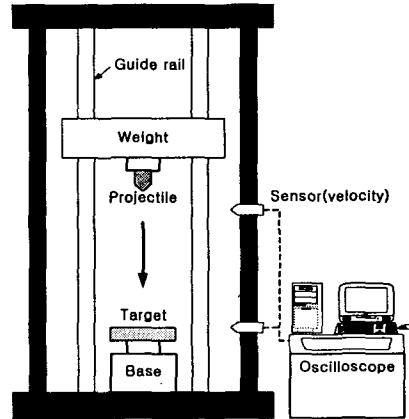 Guide rail
Weight
Projectile
Sensor(velocity)
Target
Base
Oscilloscope